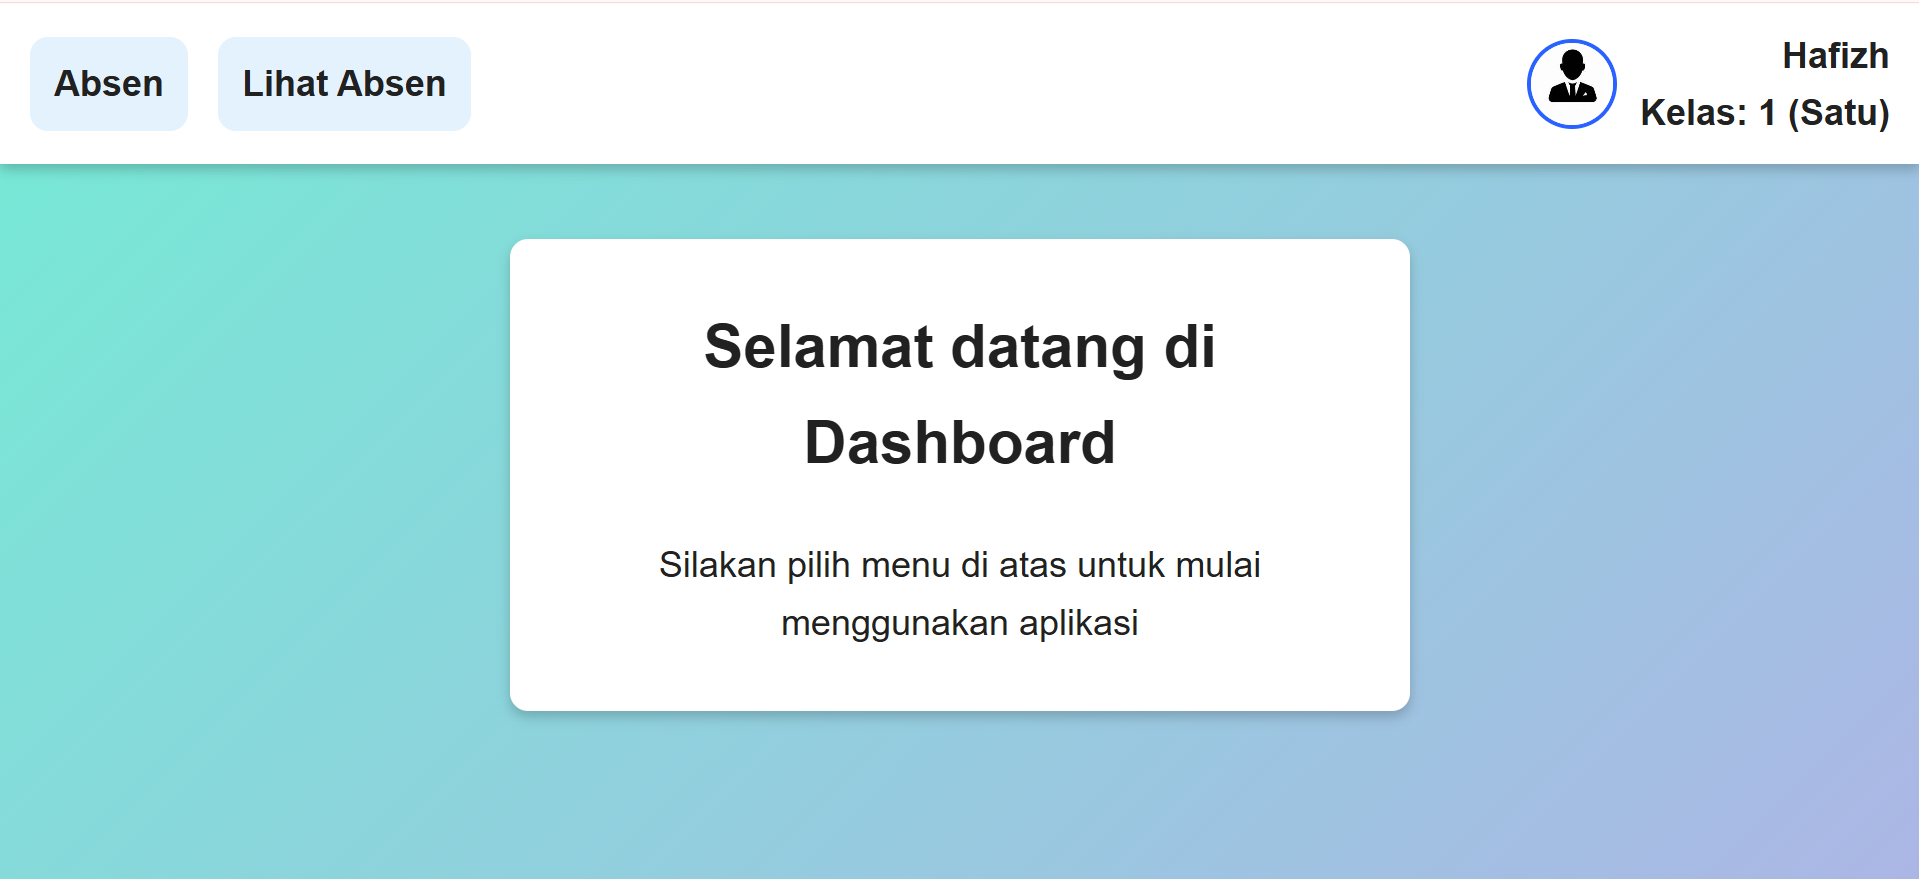 Absen
Lihat Absen
Hafizh
Kelas: 1 (Satu)
Selamat datang di
Dashboard
Silakan pilih menu di atas untuk mulai
menggunakan aplikasi